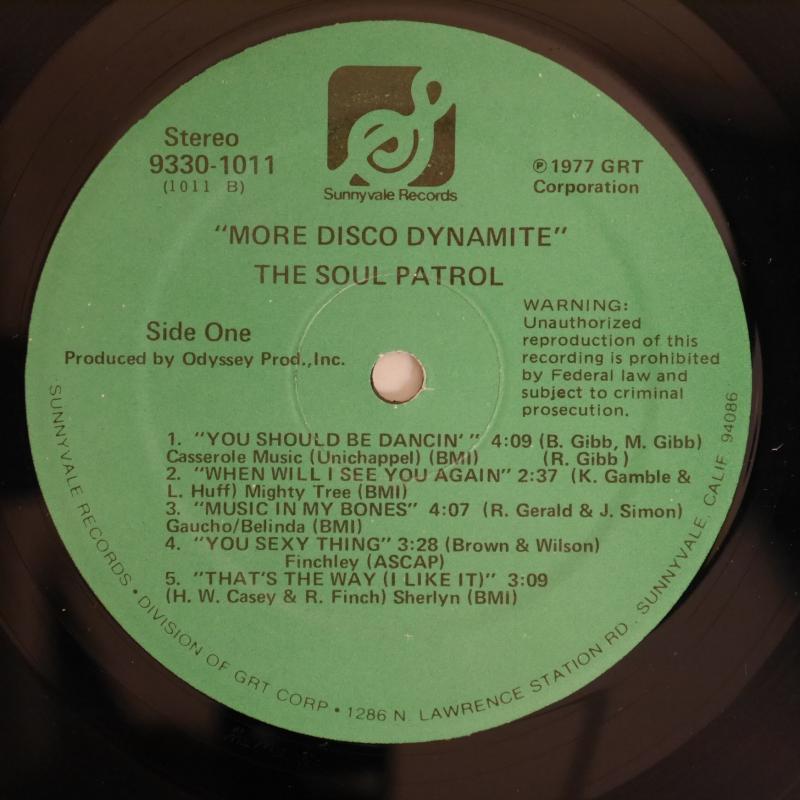 Stereo
9330-1011
(1011 B)
Sunnyvale Records
℗1977 GRT
Corporation
"MORE DISCO DYNAMITE"
THE SOUL PATROL
Side One
Produced by Odyssey Prod.,Inc.
WARNING:
Unauthorized
reproduction of this
recording is prohibited
by Federal law and
subject to criminal
prosecution.
1. "YOU SHOULD BE DANCIN' " 4:09 (B. Gibb, M. Gibb)
Casserole Music (Unichappel) (BMI) (R. Gibb )
2. "WHEN WILL I SEE YOU AGAIN" 2:37 (K. Gamble &
L. Huff) Mighty Tree (BMI)
3. "MUSIC IN MY BONES" 4:07 (R. Gerald & J. Simon)
Gaucho/Belinda (BMI)
4. "YOU SEXY THING" 3:28 (Brown & Wilson)
Finchley (ASCAP)
5. "THAT'S THE WAY (I LIKE IT)" 3:09
(H. W. Casey & R. Finch) Sherlyn (BMI)
SUNNYVALE RECORDS • DIVISION OF GRT CORP • 1286 N. LAWRENCE STATION RD. SUNNYVALE, CALIF 94086